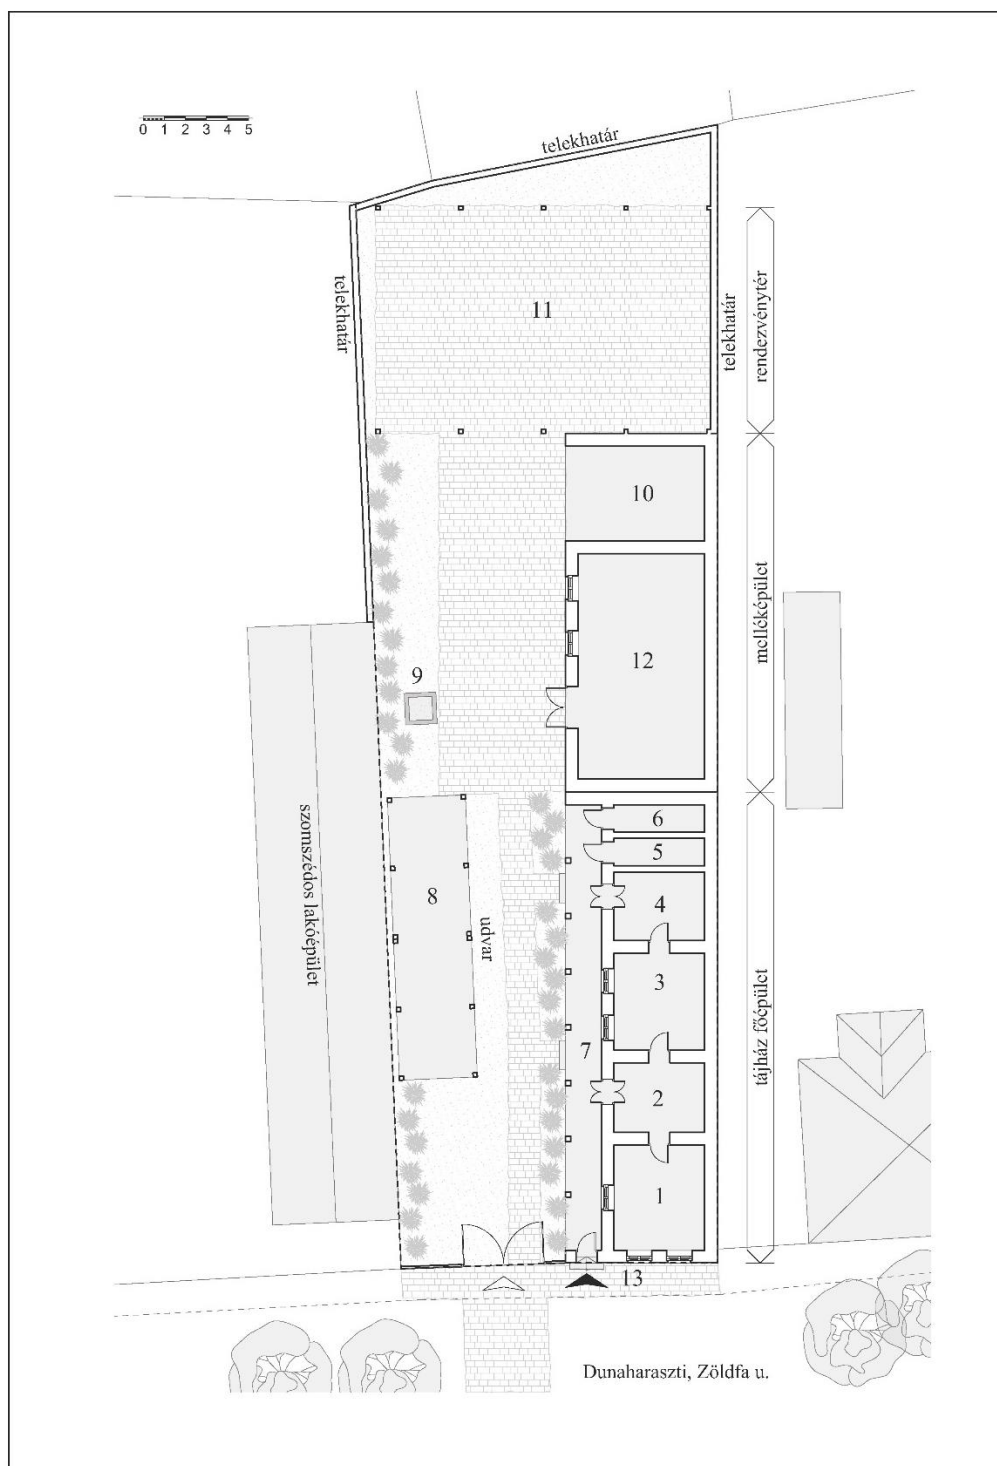 0 1 2 3 4 5
telekhatár
telekhatár
telekhatár
rendezvénytér
11
10
melléképület
12
9
szomszédos lakóépület
6
5
8
4
udvar
3
tájház főépület
7
2
1
13
Dunaharaszti, Zöldfa u.